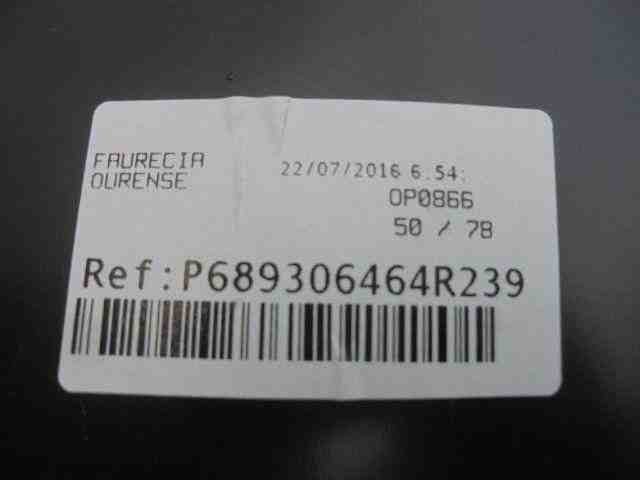 FAURECIA
OURENSE
22/07/2016 6.54:
OP0866
50 / 78
Ref:P689306464R239